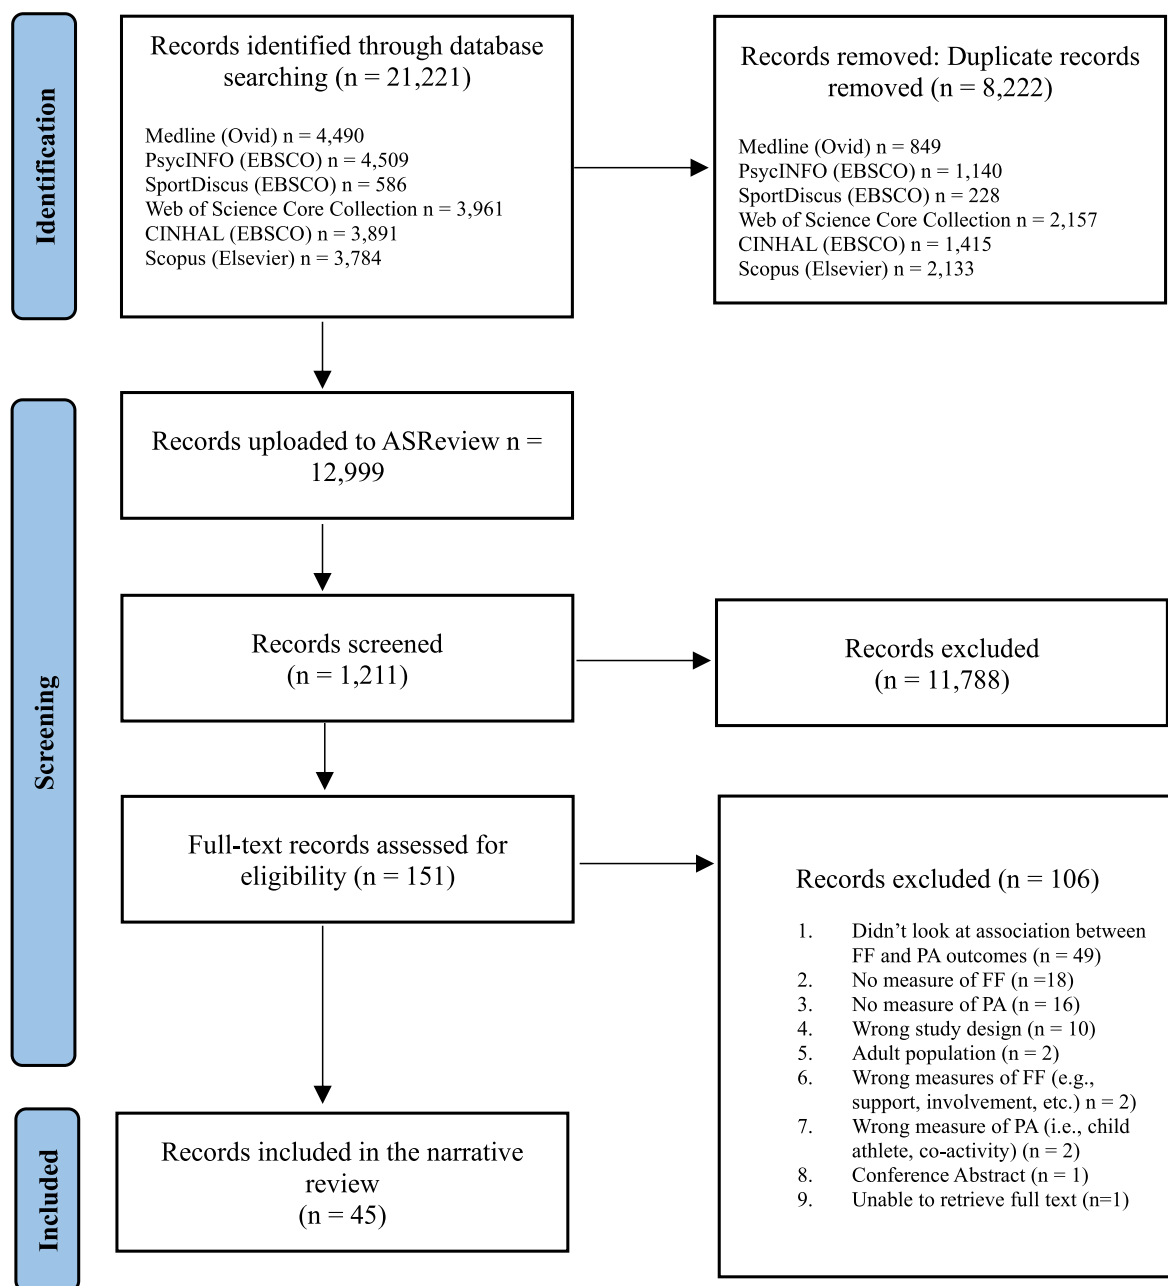 Identification
Records identified through database
searching (n = 21,221)
Medline (Ovid) n = 4,490
PsycINFO (EBSCO) n = 4,509
SportDiscus (EBSCO) n = 586
Web of Science Core Collection n = 3,961
CINHAL (EBSCO) n = 3,891
Scopus (Elsevier) n = 3,784
Records removed: Duplicate records
removed (n = 8,222)
Medline (Ovid) n = 849
PsycINFO (EBSCO) n = 1,140
SportDiscus (EBSCO) n = 228
Web of Science Core Collection n = 2,157
CINHAL (EBSCO) n = 1,415
Scopus (Elsevier) n = 2,133
Screening
Records uploaded to ASReview n =
12,999
Records screened
(n = 1,211)
Records excluded
(n = 11,788)
Full-text records assessed for
eligibility (n = 151)
Records excluded (n = 106)
1. Didn’t look at association between
FF and PA outcomes (n = 49)
2. No measure of FF (n =18)
3. No measure of PA (n = 16)
4. Wrong study design (n = 10)
5. Adult population (n = 2)
6. Wrong measures of FF (e.g.,
support, involvement, etc.) n = 2)
7. Wrong measure of PA (i.e., child
athlete, co-activity) (n = 2)
8. Conference Abstract (n = 1)
9. Unable to retrieve full text (n=1)
Included
Records included in the narrative
review
(n = 45)